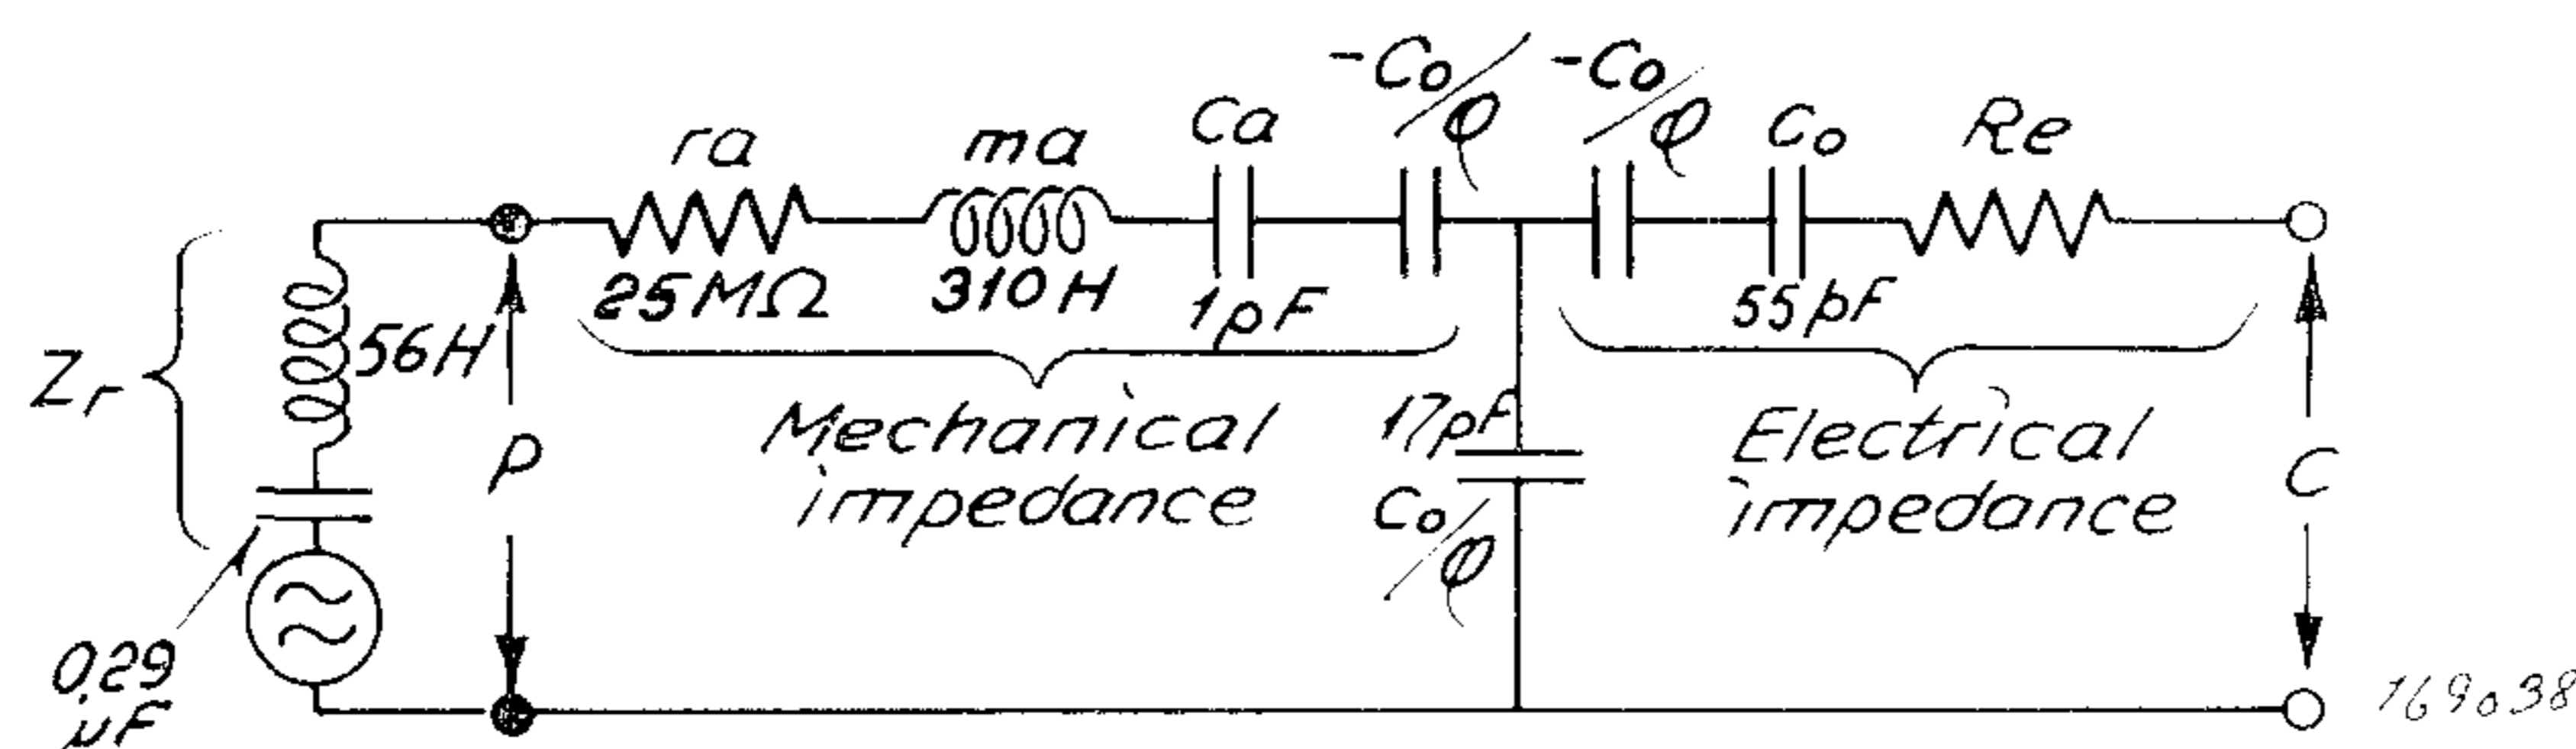 -Co/φ
-Co/φ
ra
ma
Ca
Co
Re
25MΩ
310H
1pF
55pF
Zr
56H
P
Mechanical
impedance
17pF
Co/φ
Electrical
impedance
C
0,29
μF
169038